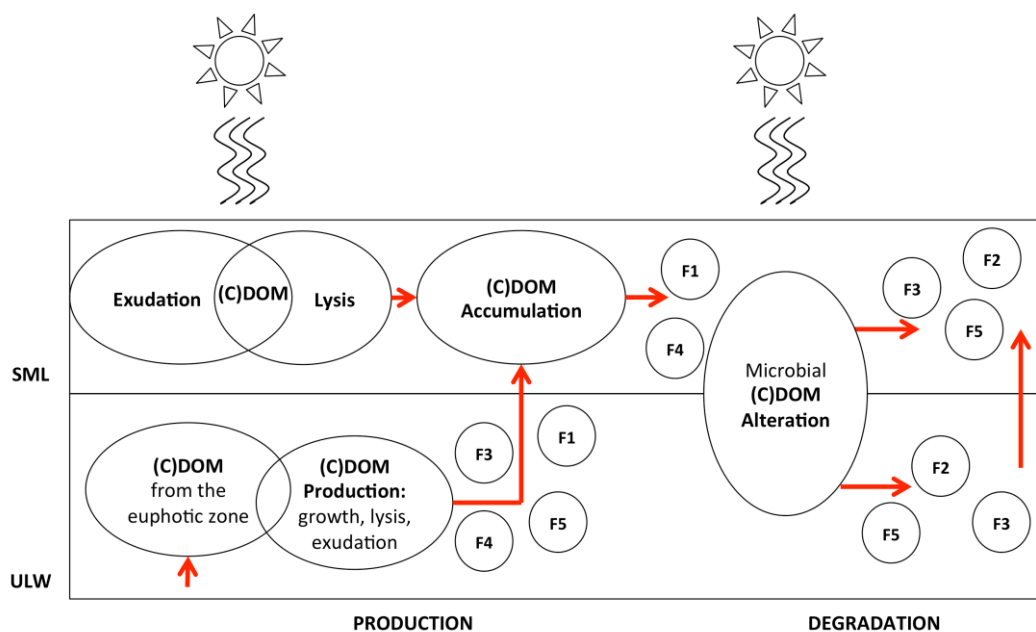 Exudation
(C)DOM
Lysis
(C)DOM
Accumulation
F1
F4
Microbial
(C)DOM
Alteration
F3
F2
F5
SML
(C)DOM
from the
euphotic zone
(C)DOM
Production:
growth, lysis,
exudation
F3
F1
F4
F5
F2
F5
F3
ULW
PRODUCTION
DEGRADATION